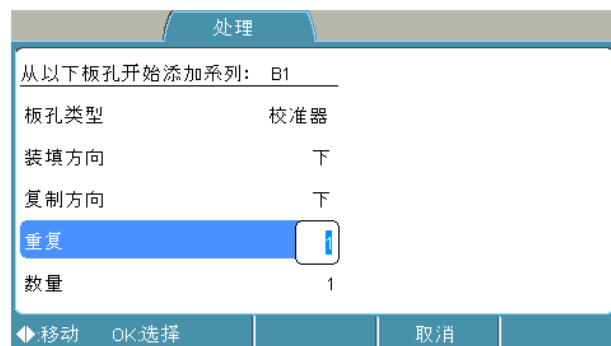 处理
从以下板孔开始添加系列: B1
板孔类型 校准器
装填方向 下
复制方向 下
重复 1
数量 1
:移动 OK:选择 取消